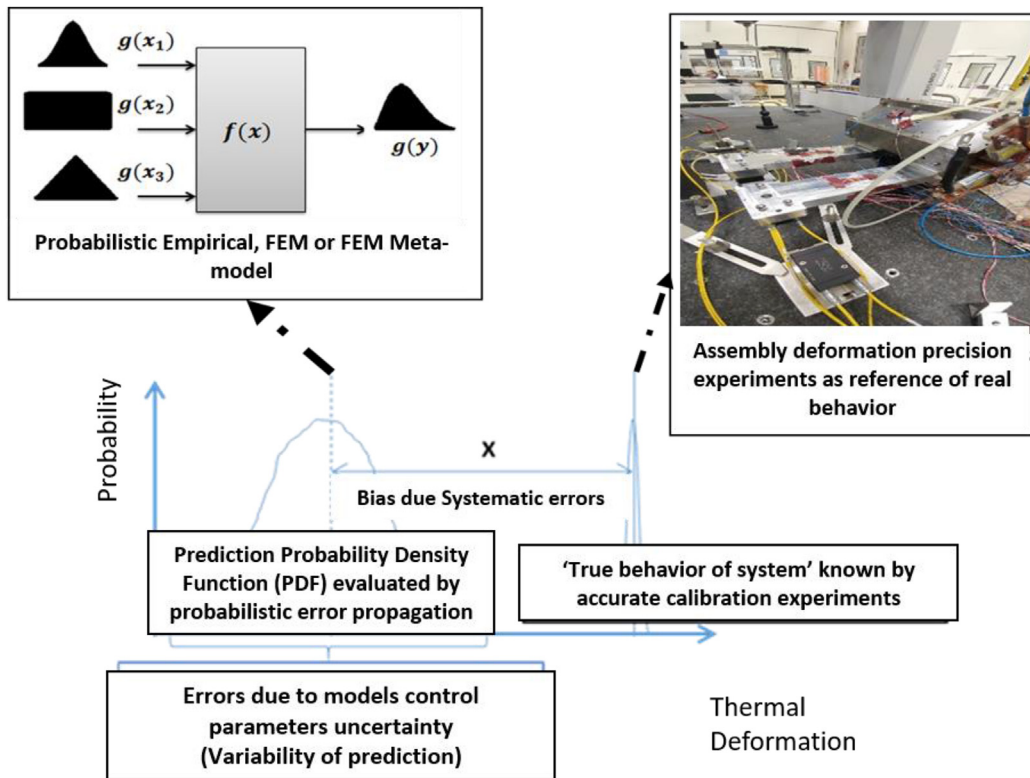 g(x₁)
g(x₂)
f(x)
g(y)
g(x₃)
Probabilistic Empirical, FEM or FEM Meta-
model
Assembly deformation precision
experiments as reference of real
behavior
Probability
X
Bias due Systematic errors
Prediction Probability Density
Function (PDF) evaluated by
probabilistic error propagation
‘True behavior of system’ known by
accurate calibration experiments
Errors due to models control
parameters uncertainty
(Variability of prediction)
Thermal
Deformation